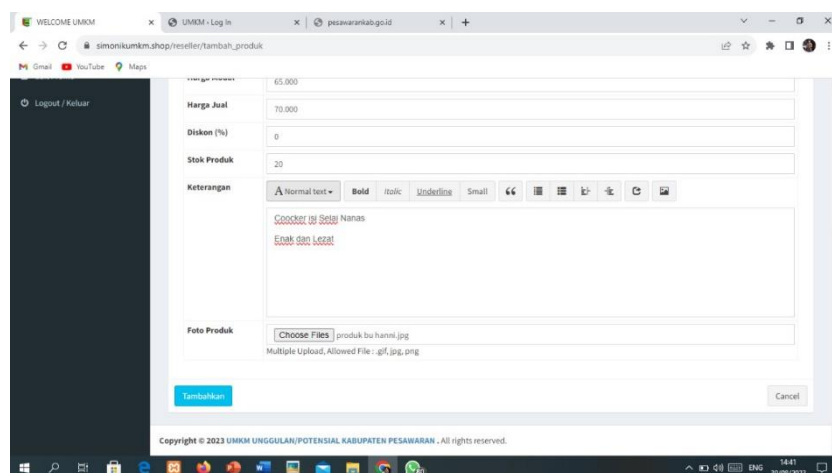 WELCOME UMKM
UMKM › Log In
pesawarankab.go.id
simonikumkm.shop/reseller/tambah_produk
Gmail YouTube Maps
65.000
Logout / Keluar
Harga Jual 70.000
Diskon (%) 0
Stok Produk 20
Keterangan A Normal text Bold Italic Underline Small
Coocker isi Selai Nanas
Enak dan Lezat
Foto Produk Choose Files produk bu hanni.jpg
Multiple Upload, Allowed File : .gif, jpg, png
Tambahkan Cancel
Copyright © 2023 UMKM UNGGULAN/POTENSIAL KABUPATEN PESAWARAN . All rights reserved.
ENG 14:41